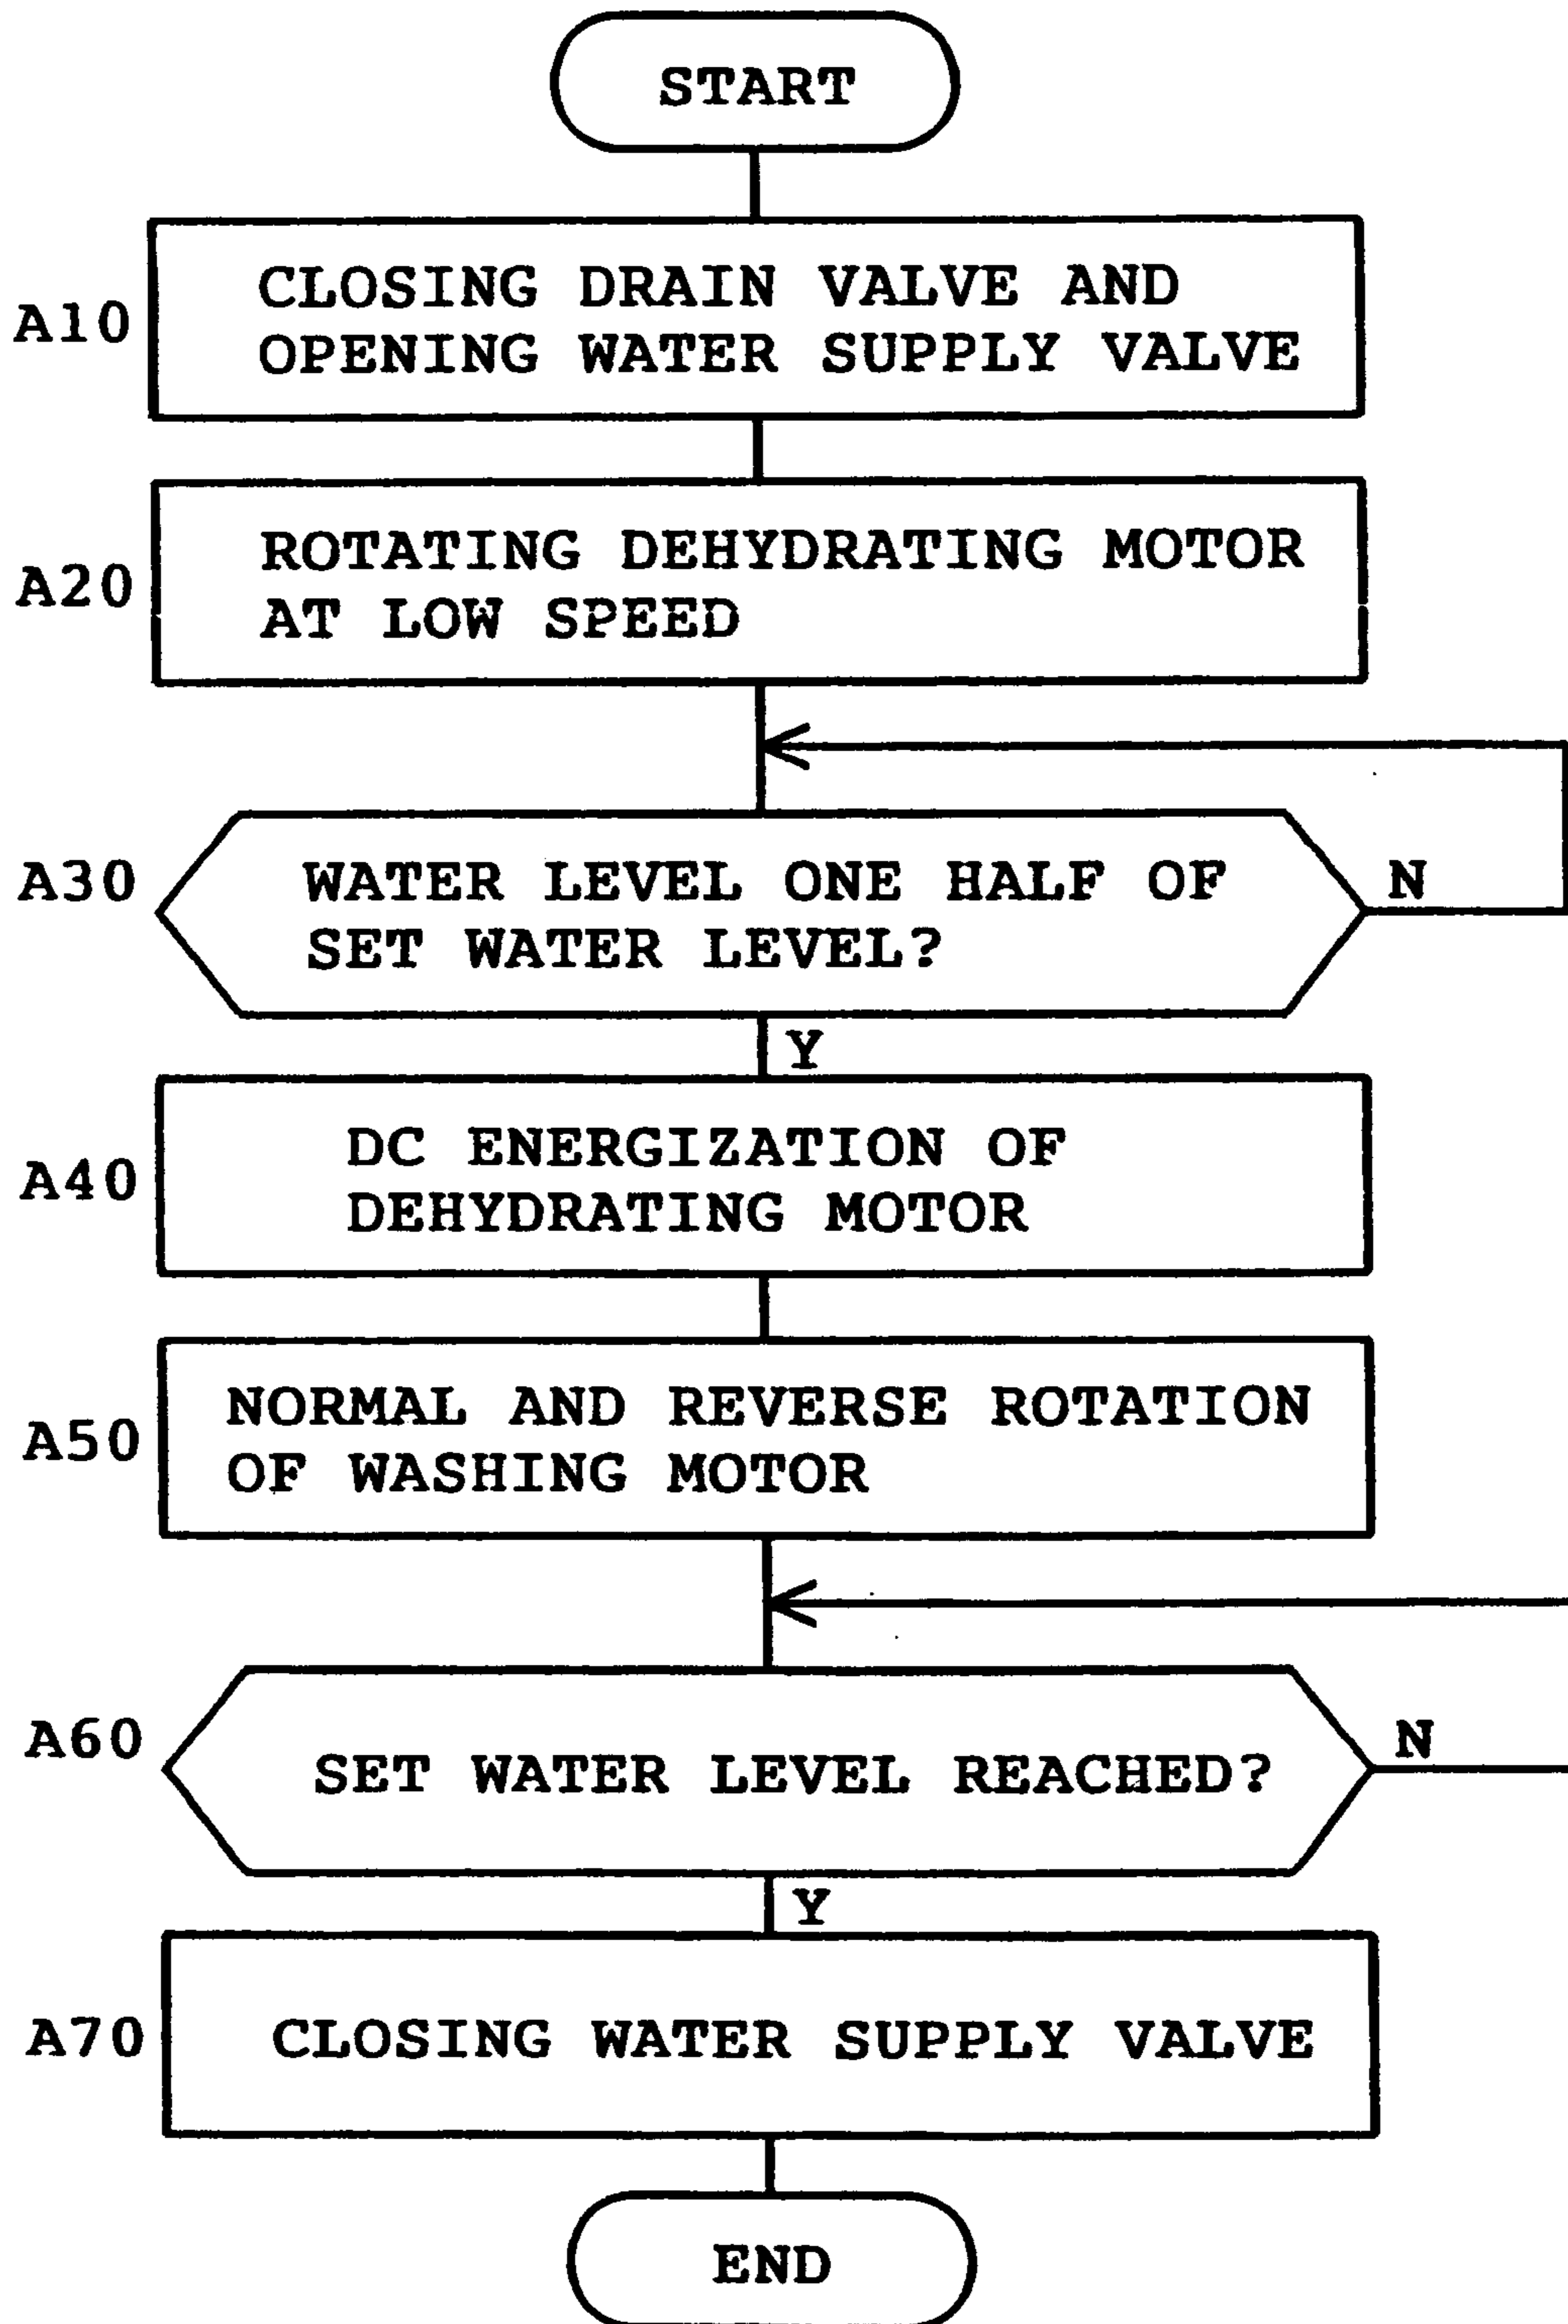 START
A10
CLOSING DRAIN VALVE AND
OPENING WATER SUPPLY VALVE
A20
ROTATING DEHYDRATING MOTOR
AT LOW SPEED
A30
WATER LEVEL ONE HALF OF
SET WATER LEVEL?
N
Y
A40
DC ENERGIZATION OF
DEHYDRATING MOTOR
A50
NORMAL AND REVERSE ROTATION
OF WASHING MOTOR
A60
SET WATER LEVEL REACHED?
N
Y
A70
CLOSING WATER SUPPLY VALVE
END